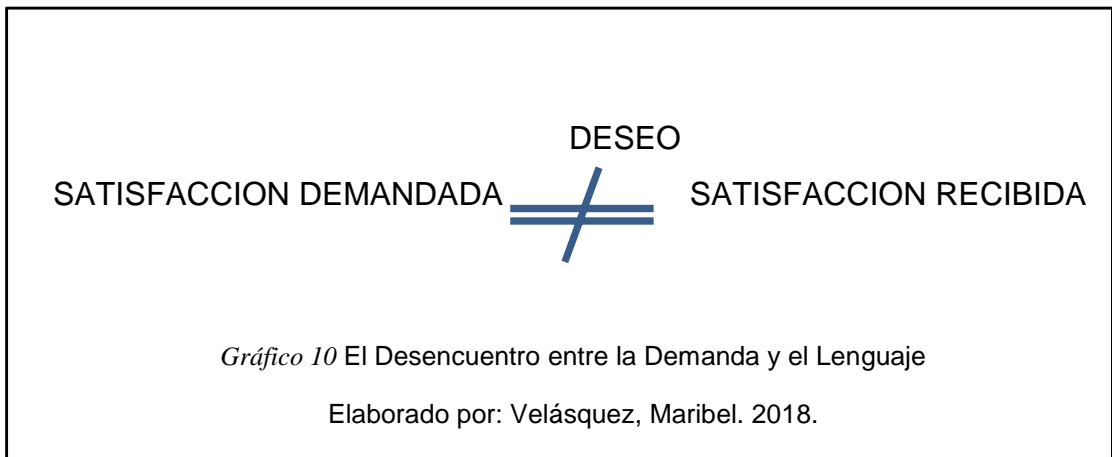 DESEO
SATISFACCION DEMANDADA ≠ SATISFACCION RECIBIDA
Gráfico 10 El Desencuentro entre la Demanda y el Lenguaje
Elaborado por: Velásquez, Maribel. 2018.